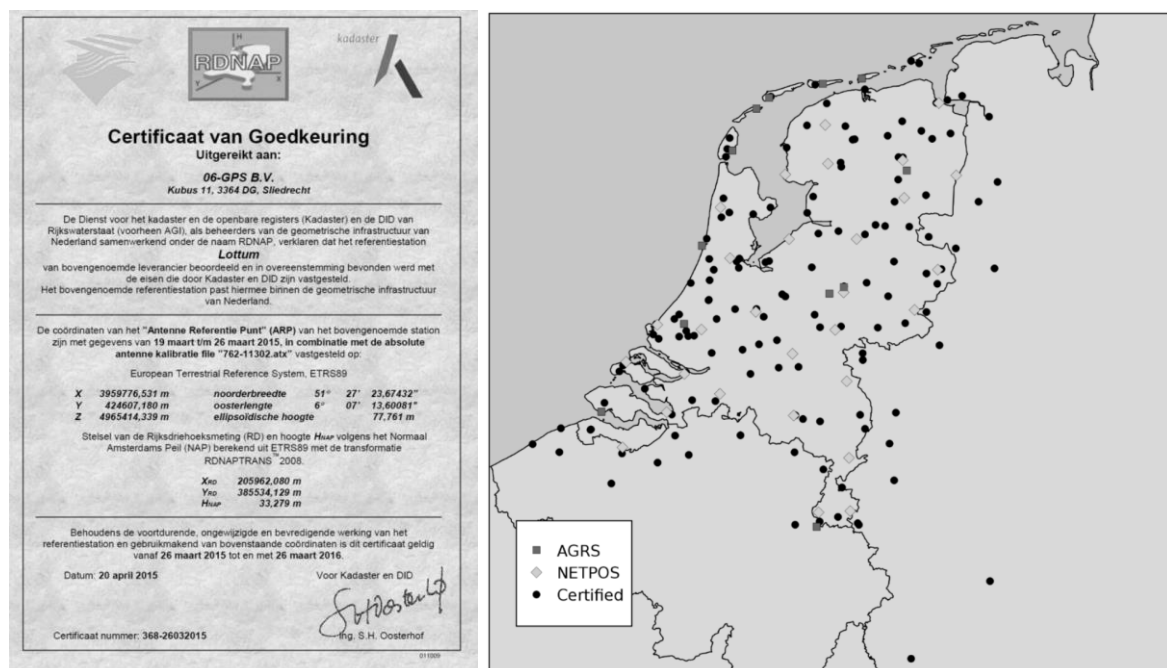 kadaster
H
RDNAP
Y
X
Certificaat van Goedkeuring
Uitgereikt aan:
06-GPS B.V.
Kubus 11, 3364 DG, Sliedrecht
De Dienst voor het kadaster en de openbare registers (Kadaster) en de DID van
Rijkswaterstaat (voorheen AGI), als beheerders van de geometrische infrastructuur van
Nederland samenwerkend onder de naam RDNAP, verklaren dat het referentiestation
Lottum
van bovengenoemde leverancier beoordeeld en in overeenstemming bevonden werd met
de eisen die door Kadaster en DID zijn vastgesteld.
Het bovengenoemde referentiestation past hiermee binnen de geometrische infrastructuur
van Nederland.
De coördinaten van het "Antenne Referentie Punt" (ARP) van het bovengenoemde station
zijn met gegevens van 19 maart t/m 26 maart 2015, in combinatie met de absolute
antenne kalibratie file "762-11302.atx" vastgesteld op:
European Terrestrial Reference System, ETRS89
X 3959776,531 m noorderbreedte 51° 27' 23,67432"
Y 424607,180 m oosterlengte 6° 07' 13,60081"
Z 4965414,339 m ellipsoïdische hoogte 77,761 m
Stelsel van de Rijksdriehoeksmeting (RD) en hoogte HNAP volgens het Normaal
Amsterdams Peil (NAP) berekend uit ETRS89 met de transformatie
RDNAPTRANS™2008.
XRD 205962,080 m
YRD 385534,129 m
HNAP 33,279 m
Behoudens de voortdurende, ongewijzigde en bevredigende werking van het
referentiestation en gebruikmakend van bovenstaande coördinaten is dit certificaat geldig
vanaf 26 maart 2015 tot en met 26 maart 2016.
Datum: 20 april 2015 Voor Kadaster en DID
Certificaat nummer: 368-26032015 Ing. S.H. Oosterhof
011009
AGRS
NETPOS
Certified